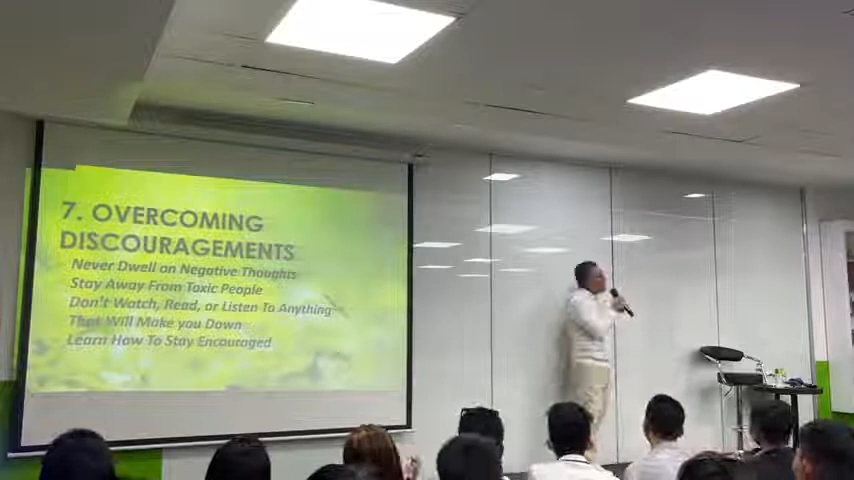 7. OVERCOMING
DISCOURAGEMENTS
Never Dwell on Negative Thoughts
Stay Away From Toxic People
Don't Watch, Read, or Listen To Anything
That Will Make you Down
Learn How To Stay Encouraged